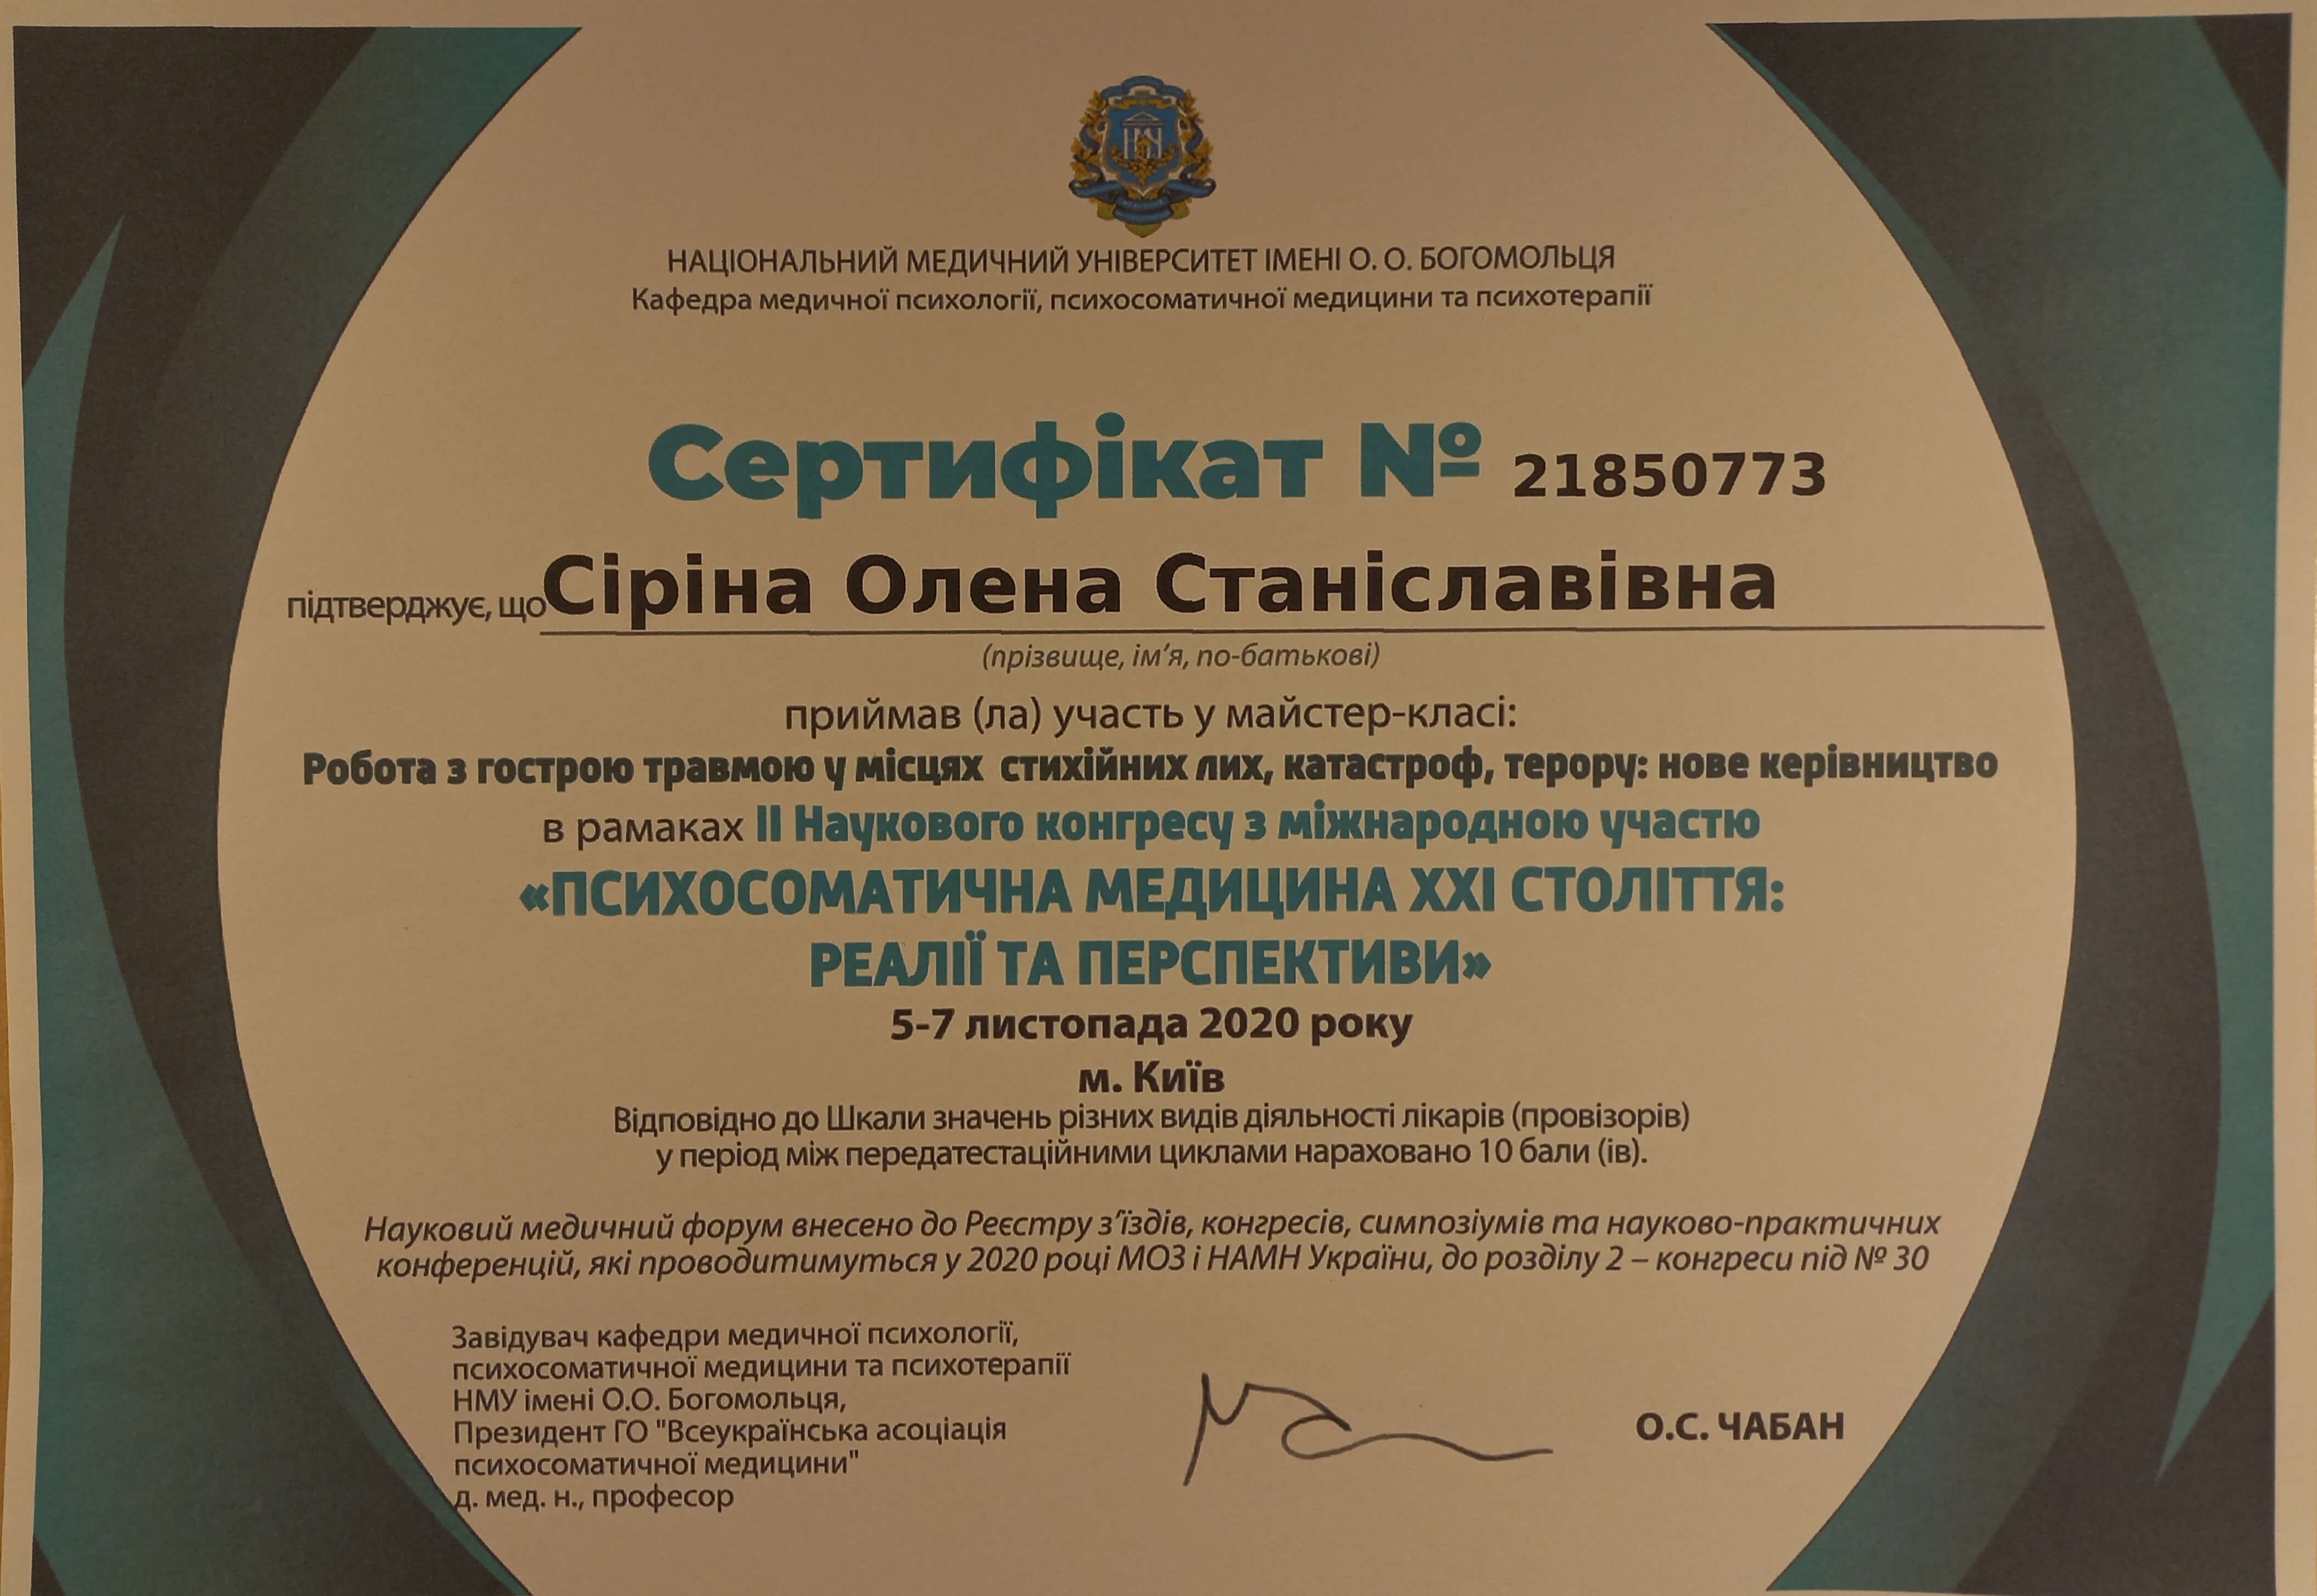 НАЦІОНАЛЬНИЙ МЕДИЧНИЙ УНІВЕРСИТЕТ ІМЕНІ О. О. БОГОМОЛЬЦЯ
Кафедра медичної психології, психосоматичної медицини та психотерапії
Сертифікат № 21850773
підтверджує, що Сіріна Олена Станіславівна
(прізвище, ім’я, по-батькові)
приймав (ла) участь у майстер-класі:
Робота з гострою травмою у місцях стихійних лих, катастроф, терору: нове керівництво
в рамаках II Наукового конгресу з міжнародною участю
«ПСИХОСОМАТИЧНА МЕДИЦИНА XXI СТОЛІТТЯ:
РЕАЛІЇ ТА ПЕРСПЕКТИВИ»
5-7 листопада 2020 року
м. Київ
Відповідно до Шкали значень різних видів діяльності лікарів (провізорів)
у період між передатестаційними циклами нараховано 10 бали (ів).
Науковий медичний форум внесено до Реєстру з’їздів, конгресів, симпозіумів та науково-практичних
конференцій, які проводитимуться у 2020 році МОЗ і НАМН України, до розділу 2 – конгреси під № 30
Завідувач кафедри медичної психології,
психосоматичної медицини та психотерапії
НМУ імені О.О. Богомольця,
Президент ГО "Всеукраїнська асоціація
психосоматичної медицини"
д. мед. н., професор
О.С. ЧАБАН